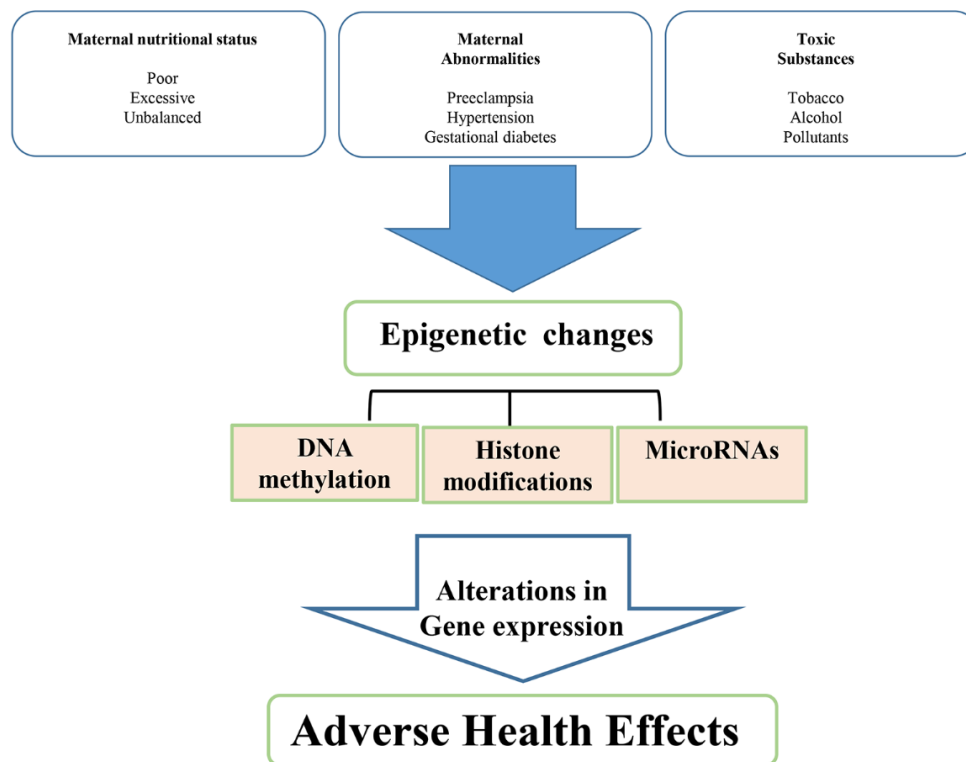 Maternal nutritional status
Poor
Excessive
Unbalanced
Maternal
Abnormalities
Preeclampsia
Hypertension
Gestational diabetes
Toxic
Substances
Tobacco
Alcohol
Pollutants
Epigenetic changes
DNA
methylation
Histone
modifications
MicroRNAs
Alterations in
Gene expression
Adverse Health Effects